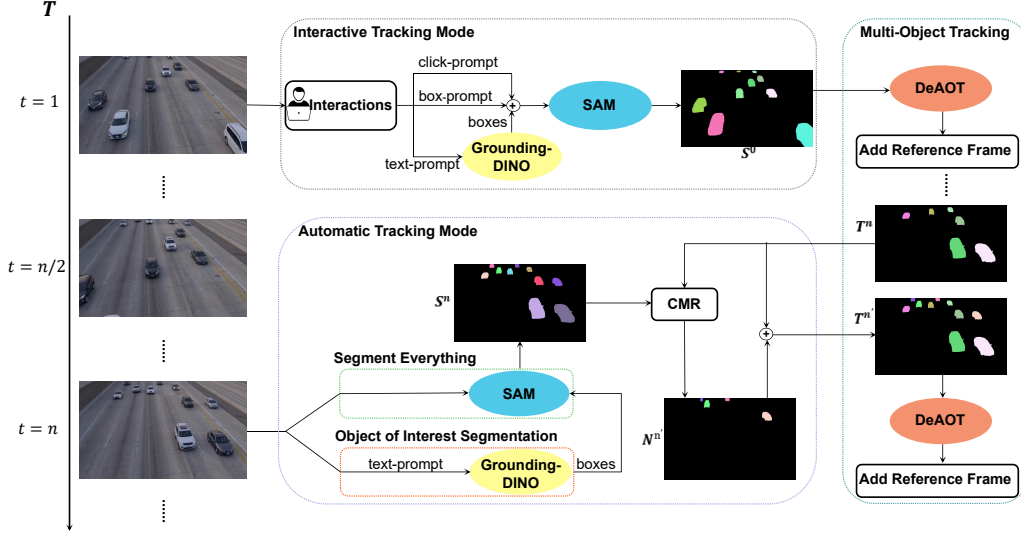 T
Interactive Tracking Mode
Multi-Object Tracking
t = 1
Interactions
click-prompt
box-prompt
boxes
text-prompt
Grounding-
DINO
SAM
S⁰
DeAOT
Add Reference Frame
......
......
Automatic Tracking Mode
t = n/2
Sⁿ
CMR
Tⁿ
Tⁿ′
Segment Everything
SAM
t = n
Object of Interest Segmentation
text-prompt
Grounding-
DINO
boxes
Nⁿ′
DeAOT
Add Reference Frame
......
......